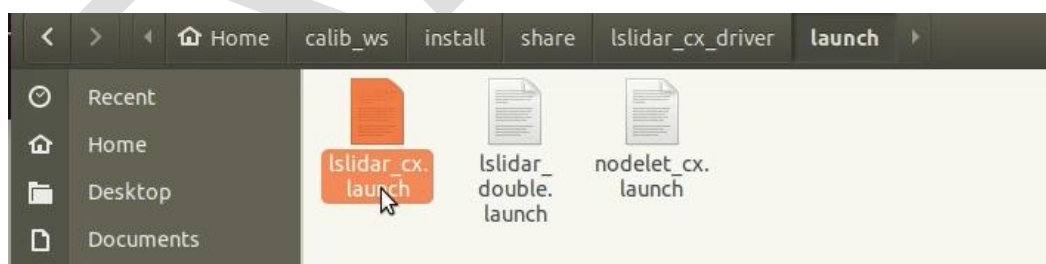 Home calib_ws install share lslidar_cx_driver launch
Recent
Home
Desktop
Documents
lslidar_cx.
launch
lslidar_
double.
launch
nodelet_cx.
launch